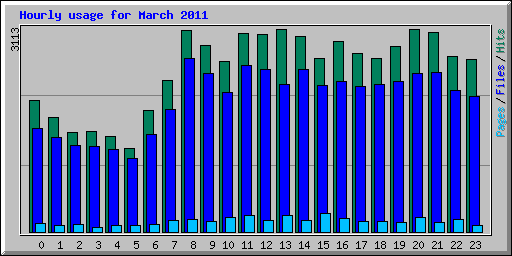 Hourly usage for March 2011
3113
Pages/Files/Hits
0 1 2 3 4 5 6 7 8 9 10 11 12 13 14 15 16 17 18 19 20 21 22 23